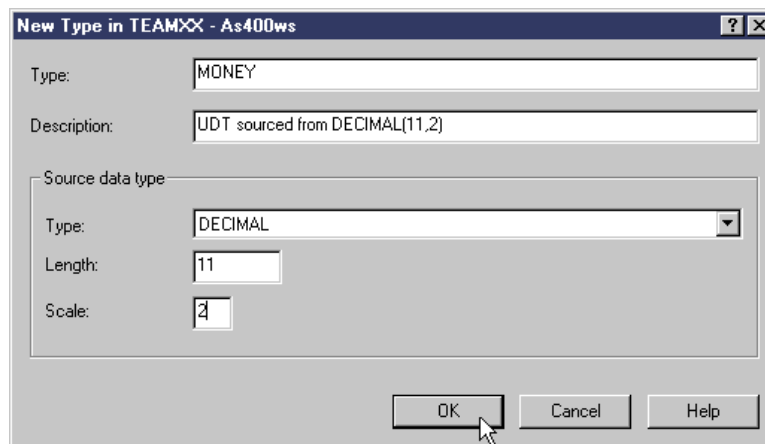 New Type in TEAMXX - As400ws
Type: MONEY
Description: UDT sourced from DECIMAL(11,2)
Source data type
Type: DECIMAL
Length: 11
Scale: 2
OK Cancel Help